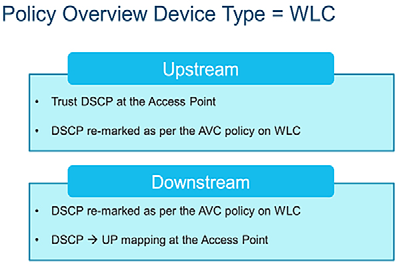 Policy Overview Device Type = WLC
Upstream
• Trust DSCP at the Access Point
• DSCP re-marked as per the AVC policy on WLC
Downstream
• DSCP re-marked as per the AVC policy on WLC
• DSCP → UP mapping at the Access Point